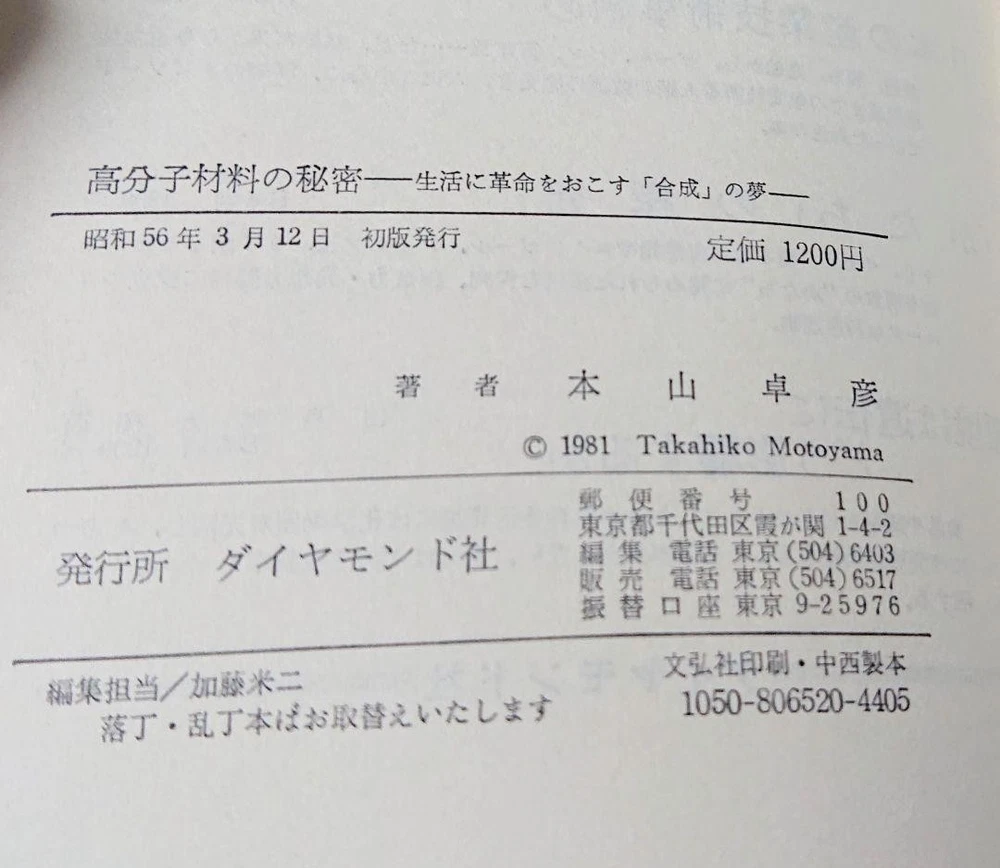 高分子材料の秘密――生活に革命をおこす「合成」の夢――
昭和56年3月12日 初版発行 定価 1200円
著者 本山卓彦
© 1981 Takahiko Motoyama
発行所 ダイヤモンド社
郵便番号 100
東京都千代田区霞が関 1-4-2
編集 電話 東京(504)6403
販売 電話 東京(504)6517
振替口座 東京 9-25976
編集担当/加藤米二
落丁・乱丁本はお取替えいたします
文弘社印刷・中西製本
1050-806520-4405